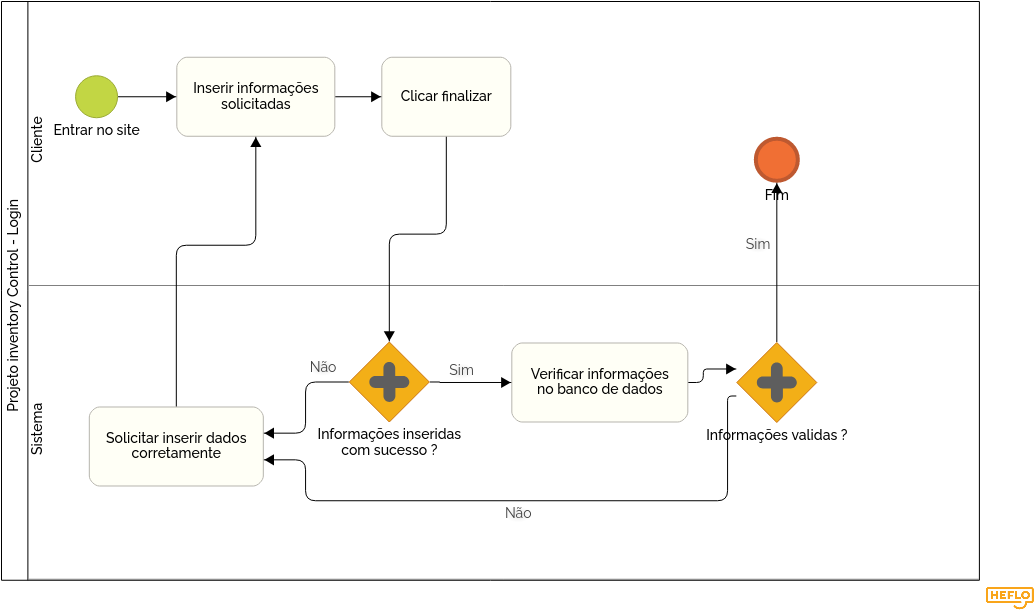 Projeto inventory Control - Login
Cliente
Entrar no site
Inserir informações
solicitadas
Clicar finalizar
Fim
Sim
Sistema
Não
Sim
Verificar informações
no banco de dados
Solicitar inserir dados
corretamente
Informações inseridas
com sucesso ?
Informações validas ?
Não
HEFLO